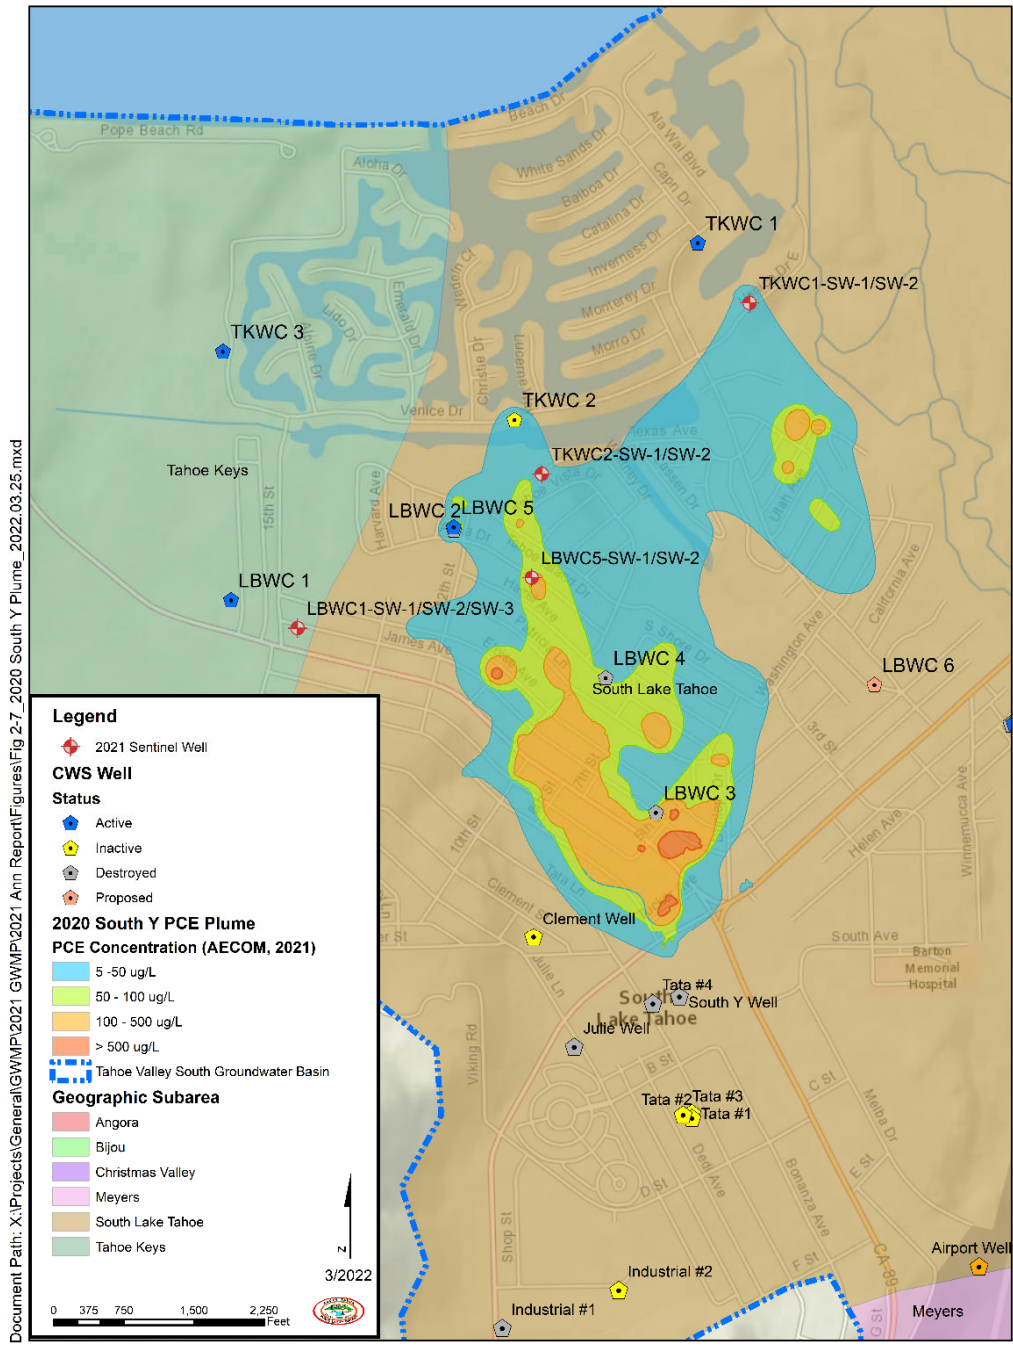 Document Path: X:\Projects\General\GWMP\2021 GWMP\2021 Ann Report\Figures\Fig 2-7_2020 South Y Plume_2022.03.25.mxd
Pope Beach Rd
Beach Dr
Ala Wai Blvd
Aloha Dr
White Sands Dr
Balboa Dr
Capri Dr
Catalina Dr
TKWC 1
Inverness Dr
Dr E
TKWC1-SW-1/SW-2
Monterey Dr
Emerald Dr
Lido Dr
TKWC 3
Morro Dr
Christie Dr
Venice Dr
TKWC 2
Texas Ave
TKWC2-SW-1/SW-2
Tahoe Keys
15th St
Harvard Ave
LBWC 2
LBWC 5
LBWC5-SW-1/SW-2
California Ave
LBWC 1
LBWC1-SW-1/SW-2/SW-3
James Ave
Washington Ave
S Shore Dr
LBWC 4
South Lake Tahoe
LBWC 6
3rd St
7th St
LBWC 3
10th St
Helen Ave
Winnemucca Ave
Tata Ln
Clement St
Clement Well
South Ave
Barton
Memorial
Hospital
Julie Ln
Tata #4
South Y Well
South
Lake Tahoe
Julie Well
Viking Rd
B St
C St
Melba Dr
Tata #2
Tata #3
Tata #1
E St
D St
Dedi Ave
Bonanza Ave
Shop St
F St
CA-89
G St
Airport Well
Industrial #2
Industrial #1
Meyers
Legend
2021 Sentinel Well
CWS Well
Status
Active
Inactive
Destroyed
Proposed
2020 South Y PCE Plume
PCE Concentration (AECOM, 2021)
5 -50 ug/L
50 - 100 ug/L
100 - 500 ug/L
> 500 ug/L
Tahoe Valley South Groundwater Basin
Geographic Subarea
Angora
Bijou
Christmas Valley
Meyers
South Lake Tahoe
Tahoe Keys
N
3/2022
0 375 750 1,500 2,250
Feet